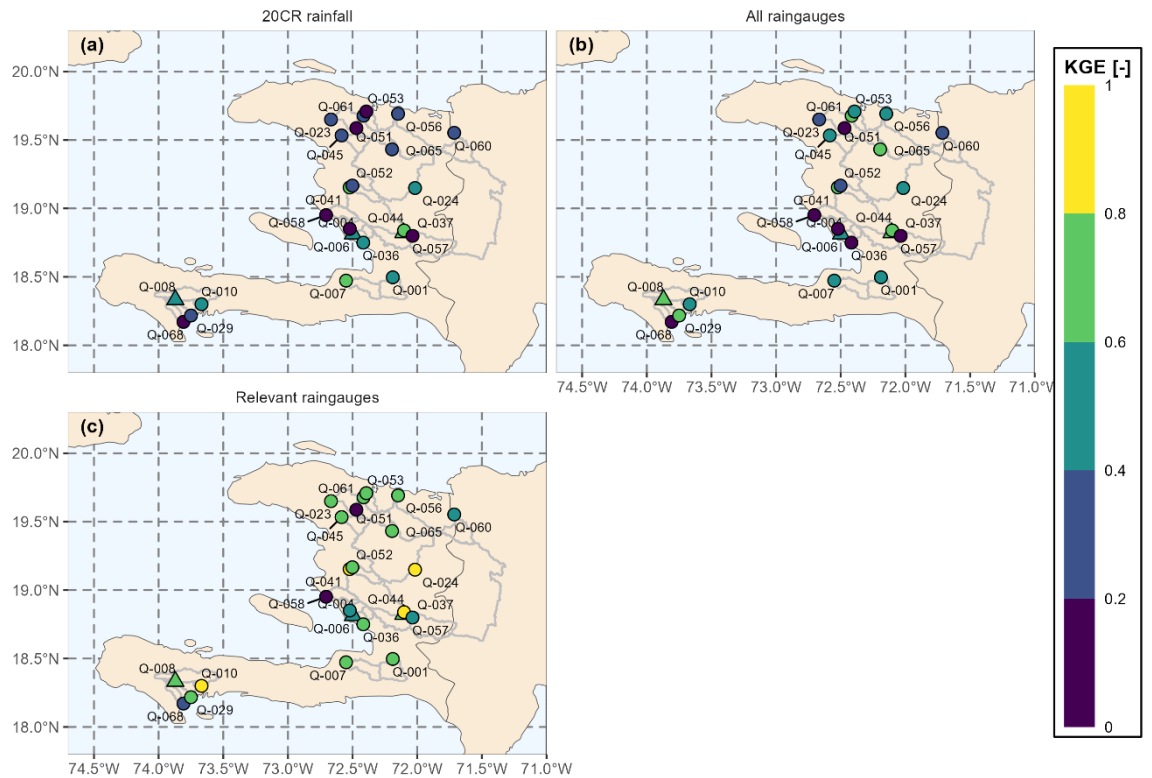 20CR rainfall
All raingauges
(a)
(b)
KGE [-]
20.0°N
19.5°N
19.0°N
18.5°N
18.0°N
Q-061
Q-053
Q-023
Q-051
Q-056
Q-045
Q-065
Q-060
Q-052
Q-041
Q-024
Q-058
Q-004
Q-044
Q-037
Q-006
Q-057
Q-036
Q-008
Q-010
Q-007
Q-001
Q-068
Q-029
Q-061
Q-053
Q-023
Q-051
Q-056
Q-045
Q-065
Q-060
Q-052
Q-041
Q-024
Q-058
Q-004
Q-044
Q-037
Q-006
Q-057
Q-036
Q-008
Q-010
Q-007
Q-001
Q-068
Q-029
74.5°W 74.0°W 73.5°W 73.0°W 72.5°W 72.0°W 71.5°W 71.0°W
1
0.8
0.6
0.4
0.2
0
Relevant raingauges
(c)
20.0°N
19.5°N
19.0°N
18.5°N
18.0°N
Q-061
Q-053
Q-023
Q-051
Q-056
Q-045
Q-065
Q-060
Q-052
Q-041
Q-024
Q-058
Q-004
Q-044
Q-037
Q-006
Q-057
Q-036
Q-008
Q-010
Q-007
Q-001
Q-068
Q-029
74.5°W 74.0°W 73.5°W 73.0°W 72.5°W 72.0°W 71.5°W 71.0°W